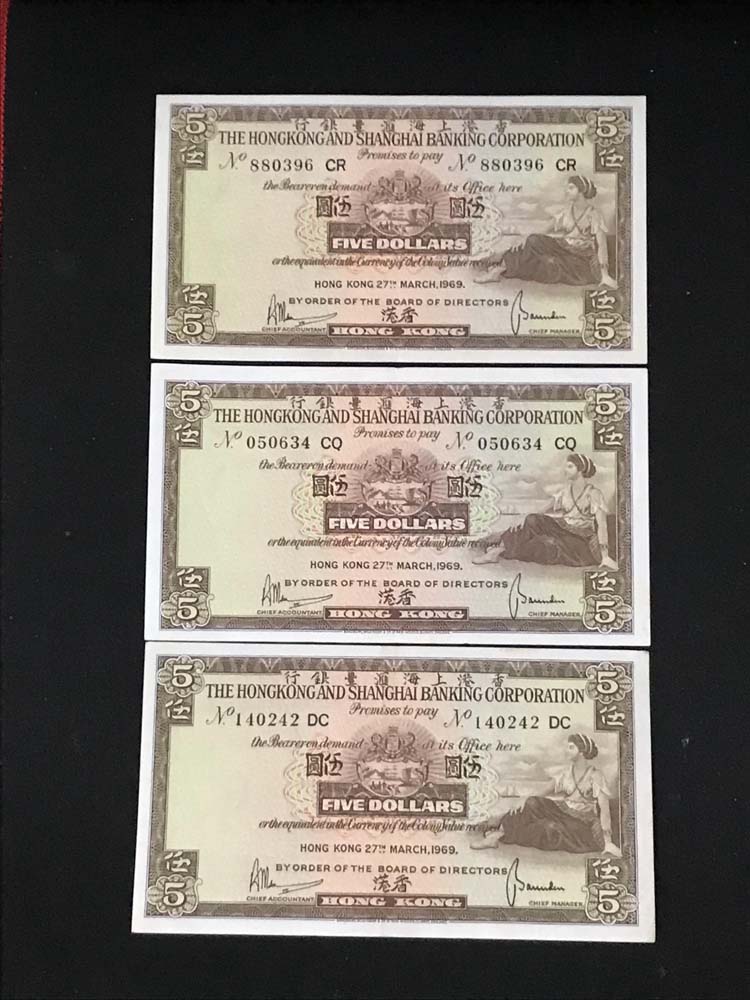 5 行銀豐滙海上港香 5
伍 THE HONGKONG AND SHANGHAI BANKING CORPORATION 伍
Promises to pay
No 880396 CR No 880396 CR
the Bearer on demand at its Office here
圓伍 圓伍
FIVE DOLLARS
or the equivalent in the Currency of the Colony Value received
HONG KONG 27TH MARCH, 1969.
伍 BY ORDER OF THE BOARD OF DIRECTORS 伍
5 港香 Saunders 5
CHIEF ACCOUNTANT HONG KONG CHIEF MANAGER
5 行銀豐滙海上港香 5
伍 THE HONGKONG AND SHANGHAI BANKING CORPORATION 伍
Promises to pay
No 050634 CQ No 050634 CQ
the Bearer on demand at its Office here
圓伍 圓伍
FIVE DOLLARS
or the equivalent in the Currency of the Colony Value received
HONG KONG 27TH MARCH, 1969.
伍 BY ORDER OF THE BOARD OF DIRECTORS 伍
5 港香 Saunders 5
CHIEF ACCOUNTANT HONG KONG CHIEF MANAGER
5 行銀豐滙海上港香 5
伍 THE HONGKONG AND SHANGHAI BANKING CORPORATION 伍
Promises to pay
No 140242 DC No 140242 DC
the Bearer on demand at its Office here
圓伍 圓伍
FIVE DOLLARS
or the equivalent in the Currency of the Colony Value received
HONG KONG 27TH MARCH, 1969.
伍 BY ORDER OF THE BOARD OF DIRECTORS 伍
5 港香 Saunders 5
CHIEF ACCOUNTANT HONG KONG CHIEF MANAGER